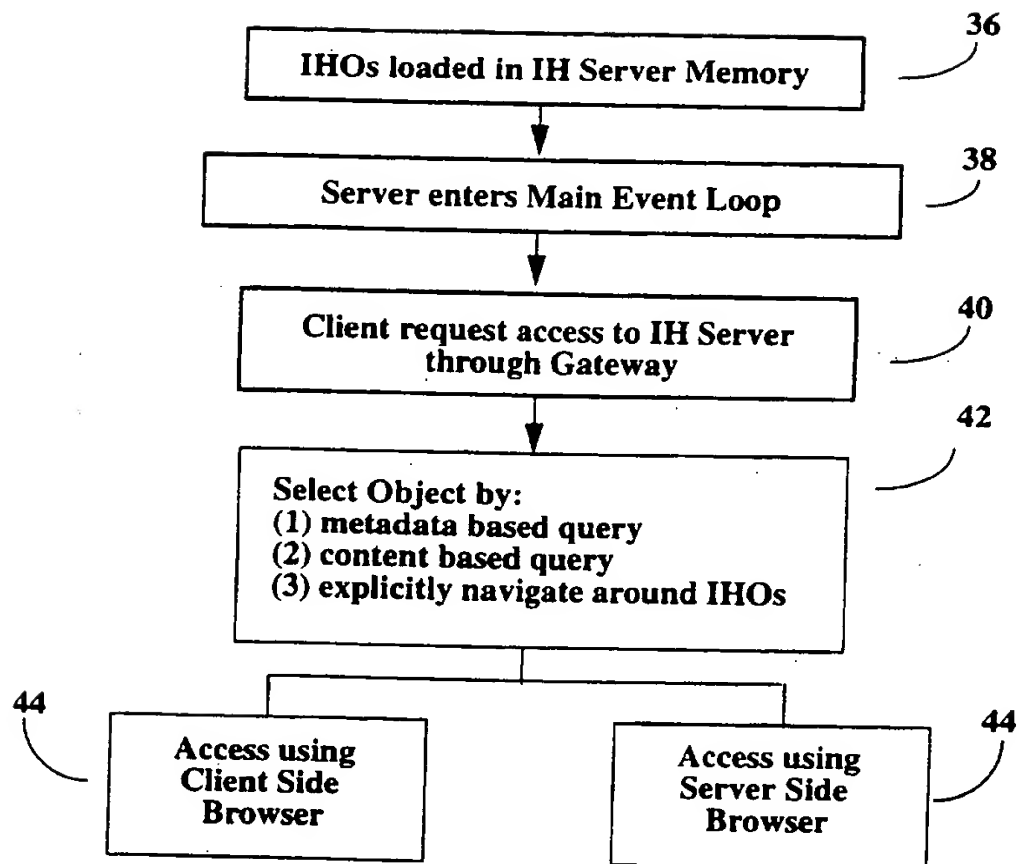 36
IHOs loaded in IH Server Memory
38
Server enters Main Event Loop
40
Client request access to IH Server
through Gateway
42
Select Object by:
(1) metadata based query
(2) content based query
(3) explicitly navigate around IHOs
44
Access using
Client Side
Browser
44
Access using
Server Side
Browser